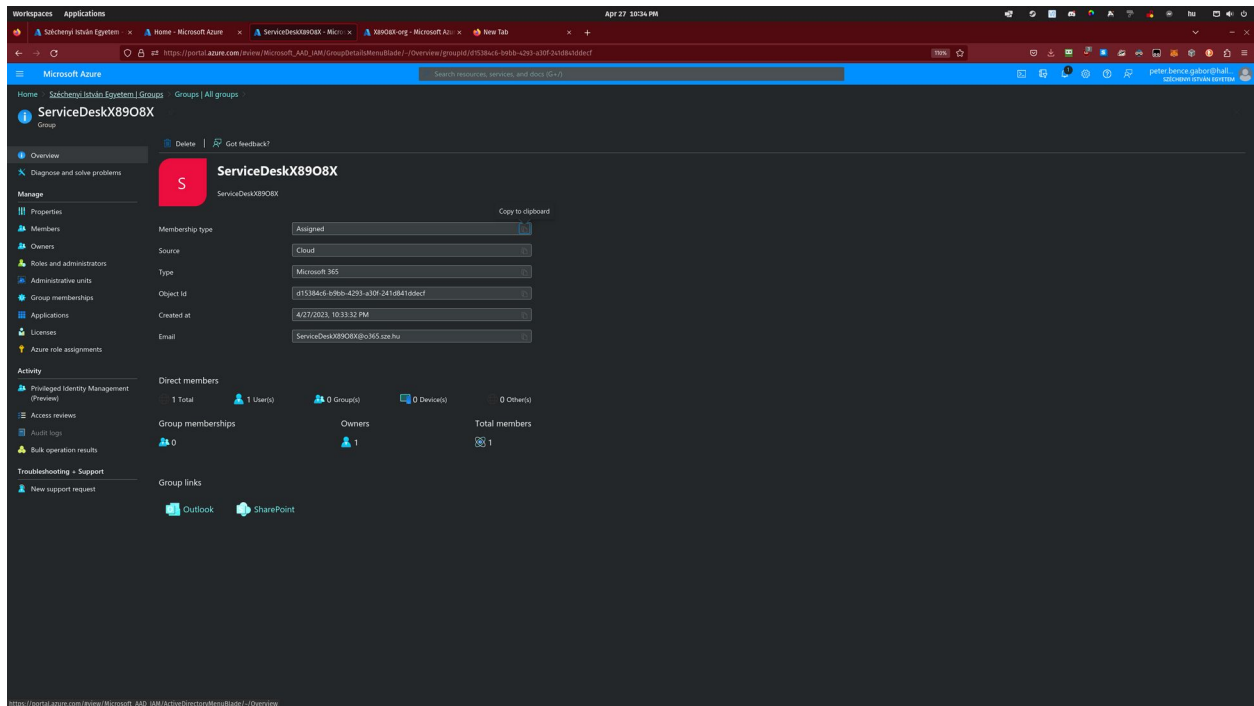 Workspaces Applications Apr 27 10:34 PM hu
Széchenyi István Egyetem - Home - Microsoft Azure ServiceDeskX89O8X - Micro X89O8X-org - Microsoft Azu New Tab
https://portal.azure.com/#view/Microsoft_AAD_IAM/GroupDetailsMenuBlade/~/Overview/groupId/d15384c6-b9bb-4293-a30f-241d841ddecf 110%
Microsoft Azure Search resources, services, and docs (G+/) 1 peter.bence.gabor@hall...
SZÉCHENYI ISTVÁN EGYETEM
Home Széchenyi István Egyetem | Groups Groups | All groups
ServiceDeskX89O8X
Group
Delete Got feedback?
Overview
Diagnose and solve problems
Manage
Properties
Members
Owners
Roles and administrators
Administrative units
Group memberships
Applications
Licenses
Azure role assignments
Activity
Privileged Identity Management
(Preview)
Access reviews
Audit logs
Bulk operation results
Troubleshooting + Support
New support request
S
ServiceDeskX89O8X
ServiceDeskX89O8X
Copy to clipboard
Membership type Assigned
Source Cloud
Type Microsoft 365
Object Id d15384c6-b9bb-4293-a30f-241d841ddecf
Created at 4/27/2023, 10:33:32 PM
Email ServiceDeskX89O8X@o365.sze.hu
Direct members
1 Total 1 User(s) 0 Group(s) 0 Device(s) 0 Other(s)
Group memberships Owners Total members
0 1 1
Group links
Outlook SharePoint
https://portal.azure.com/#view/Microsoft_AAD_IAM/ActiveDirectoryMenuBlade/~/Overview